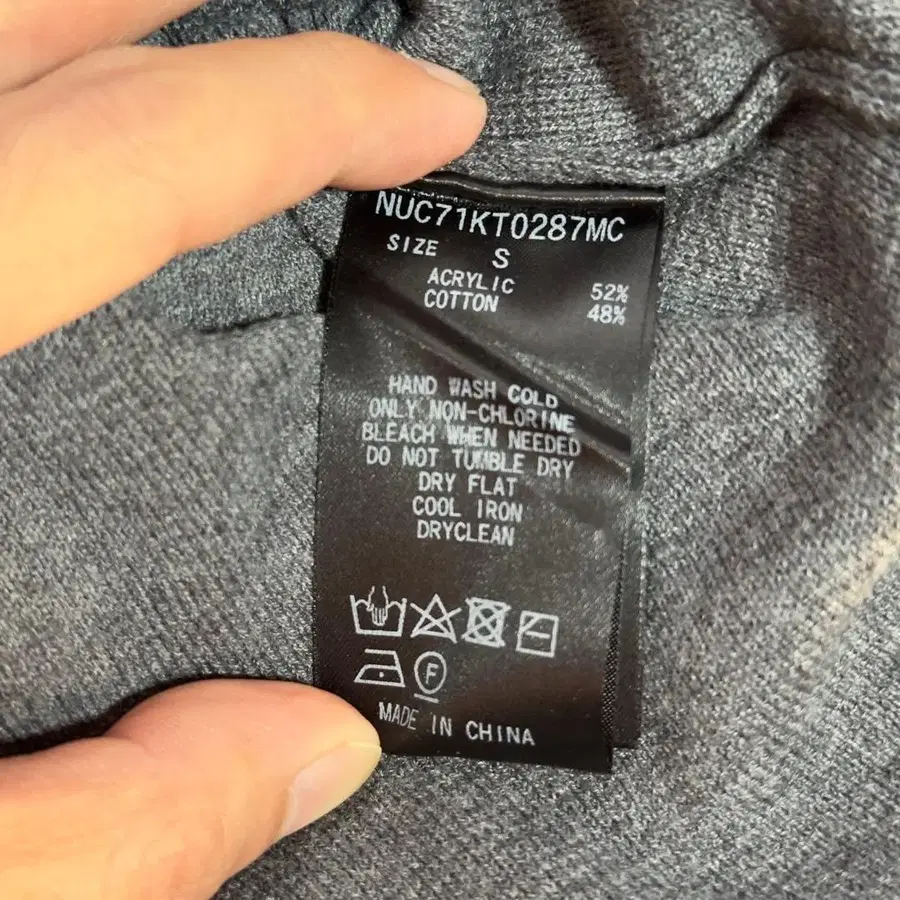 NUC71KT0287MC
SIZE S
ACRYLIC 52%
COTTON 48%
HAND WASH COLD
ONLY NON-CHLORINE
BLEACH WHEN NEEDED
DO NOT TUMBLE DRY
DRY FLAT
COOL IRON
DRYCLEAN
F
MADE IN CHINA